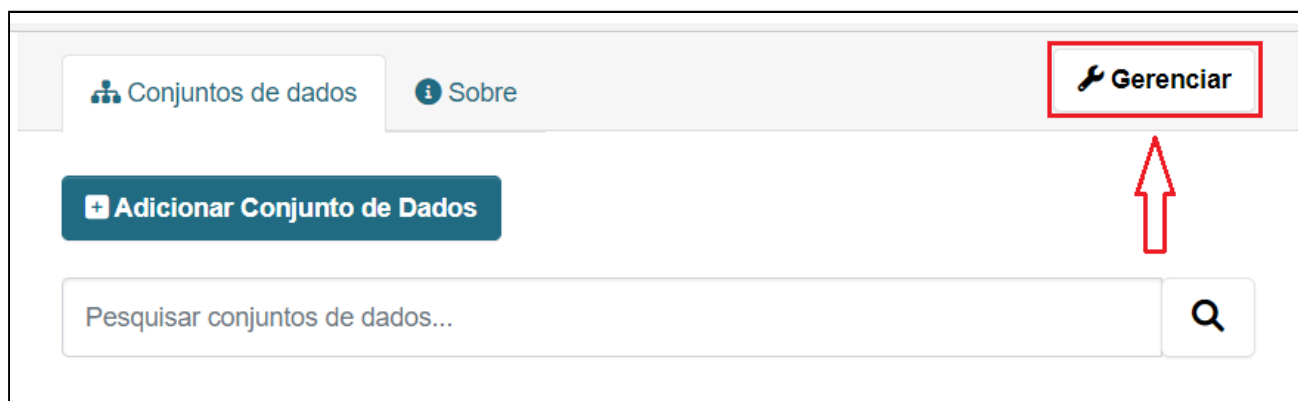 Conjuntos de dados Sobre Gerenciar
Adicionar Conjunto de Dados
Pesquisar conjuntos de dados...